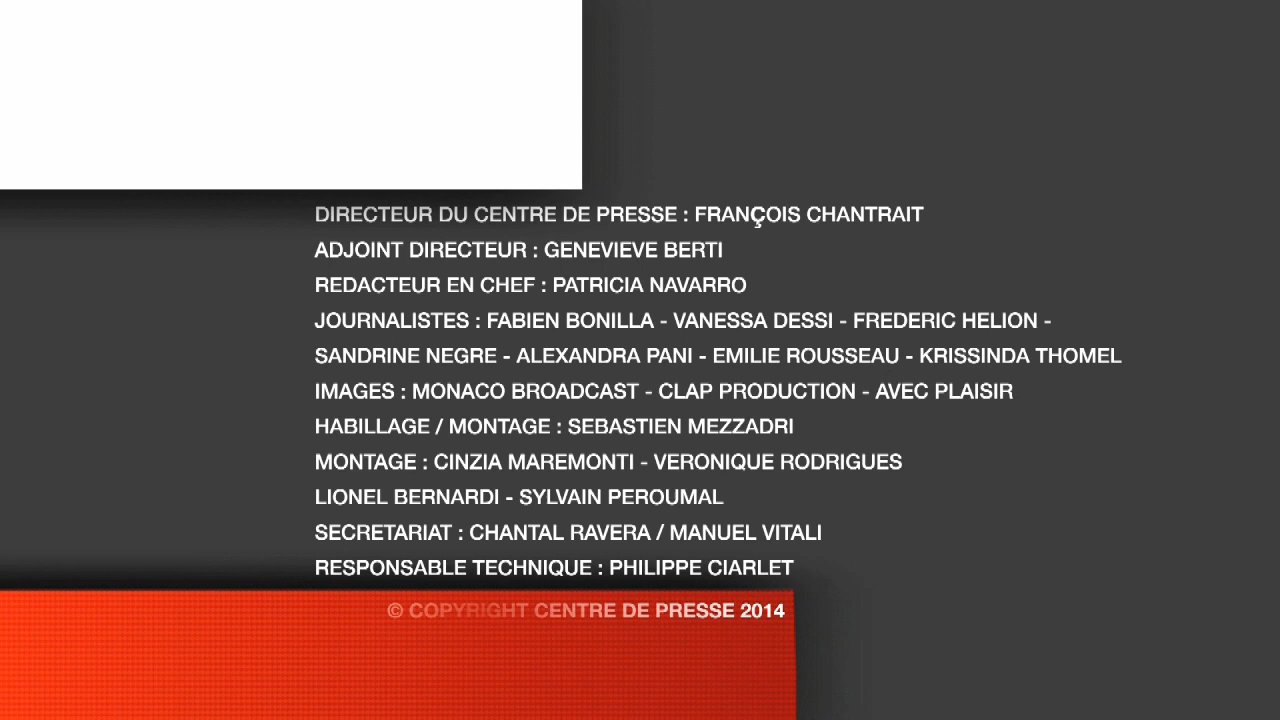 DIRECTEUR DU CENTRE DE PRESSE : FRANÇOIS CHANTRAIT
ADJOINT DIRECTEUR : GENEVIEVE BERTI
REDACTEUR EN CHEF : PATRICIA NAVARRO
JOURNALISTES : FABIEN BONILLA - VANESSA DESSI - FREDERIC HELION -
SANDRINE NEGRE - ALEXANDRA PANI - EMILIE ROUSSEAU - KRISSINDA THOMEL
IMAGES : MONACO BROADCAST - CLAP PRODUCTION - AVEC PLAISIR
HABILLAGE / MONTAGE : SEBASTIEN MEZZADRI
MONTAGE : CINZIA MAREMONTI - VERONIQUE RODRIGUES
LIONEL BERNARDI - SYLVAIN PEROUMAL
SECRETARIAT : CHANTAL RAVERA / MANUEL VITALI
RESPONSABLE TECHNIQUE : PHILIPPE CIARLET
© COPYRIGHT CENTRE DE PRESSE 2014